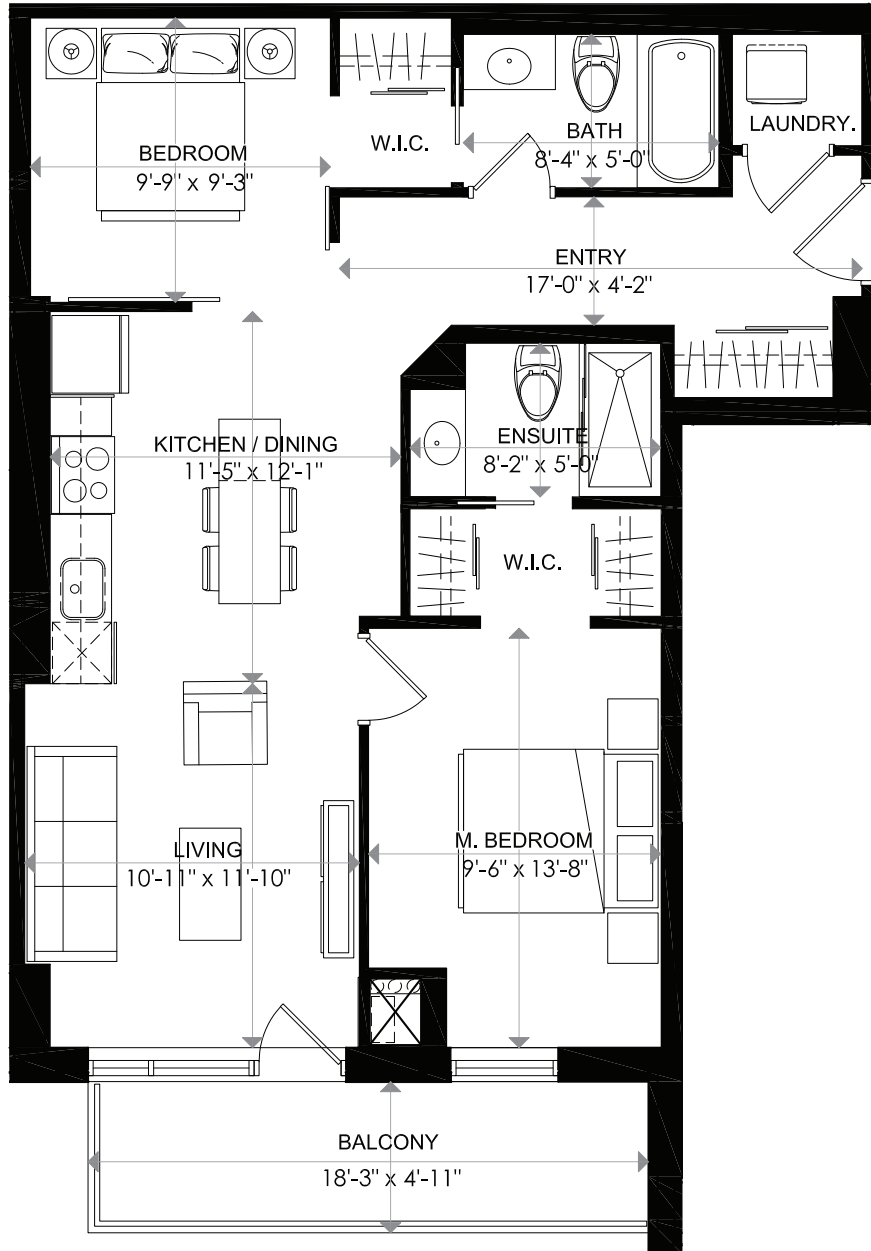 BEDROOM
9'-9" x 9'-3"
W.I.C.
BATH
8'-4" x 5'-0"
LAUNDRY.
ENTRY
17'-0" x 4'-2"
KITCHEN / DINING
11'-5" x 12'-1"
ENSUITE
8'-2" x 5'-0"
W.I.C.
LIVING
10'-11" x 11'-10"
M. BEDROOM
9'-6" x 13'-8"
BALCONY
18'-3" x 4'-11"